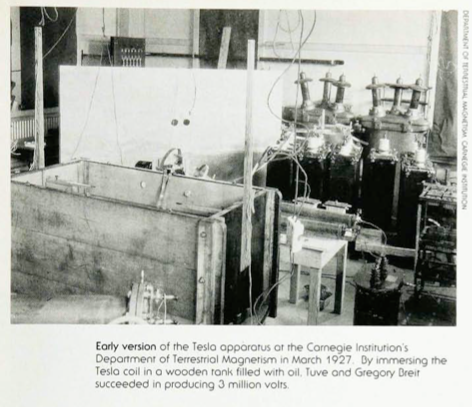 DEPARTMENT OF TERRESTRIAL MAGNETISM, CARNEGIE INSTITUTION
Early version of the Tesla apparatus at the Carnegie Institution's
Department of Terrestrial Magnetism in March 1927. By immersing the
Tesla coil in a wooden tank filled with oil, Tuve and Gregory Breit
succeeded in producing 3 million volts.